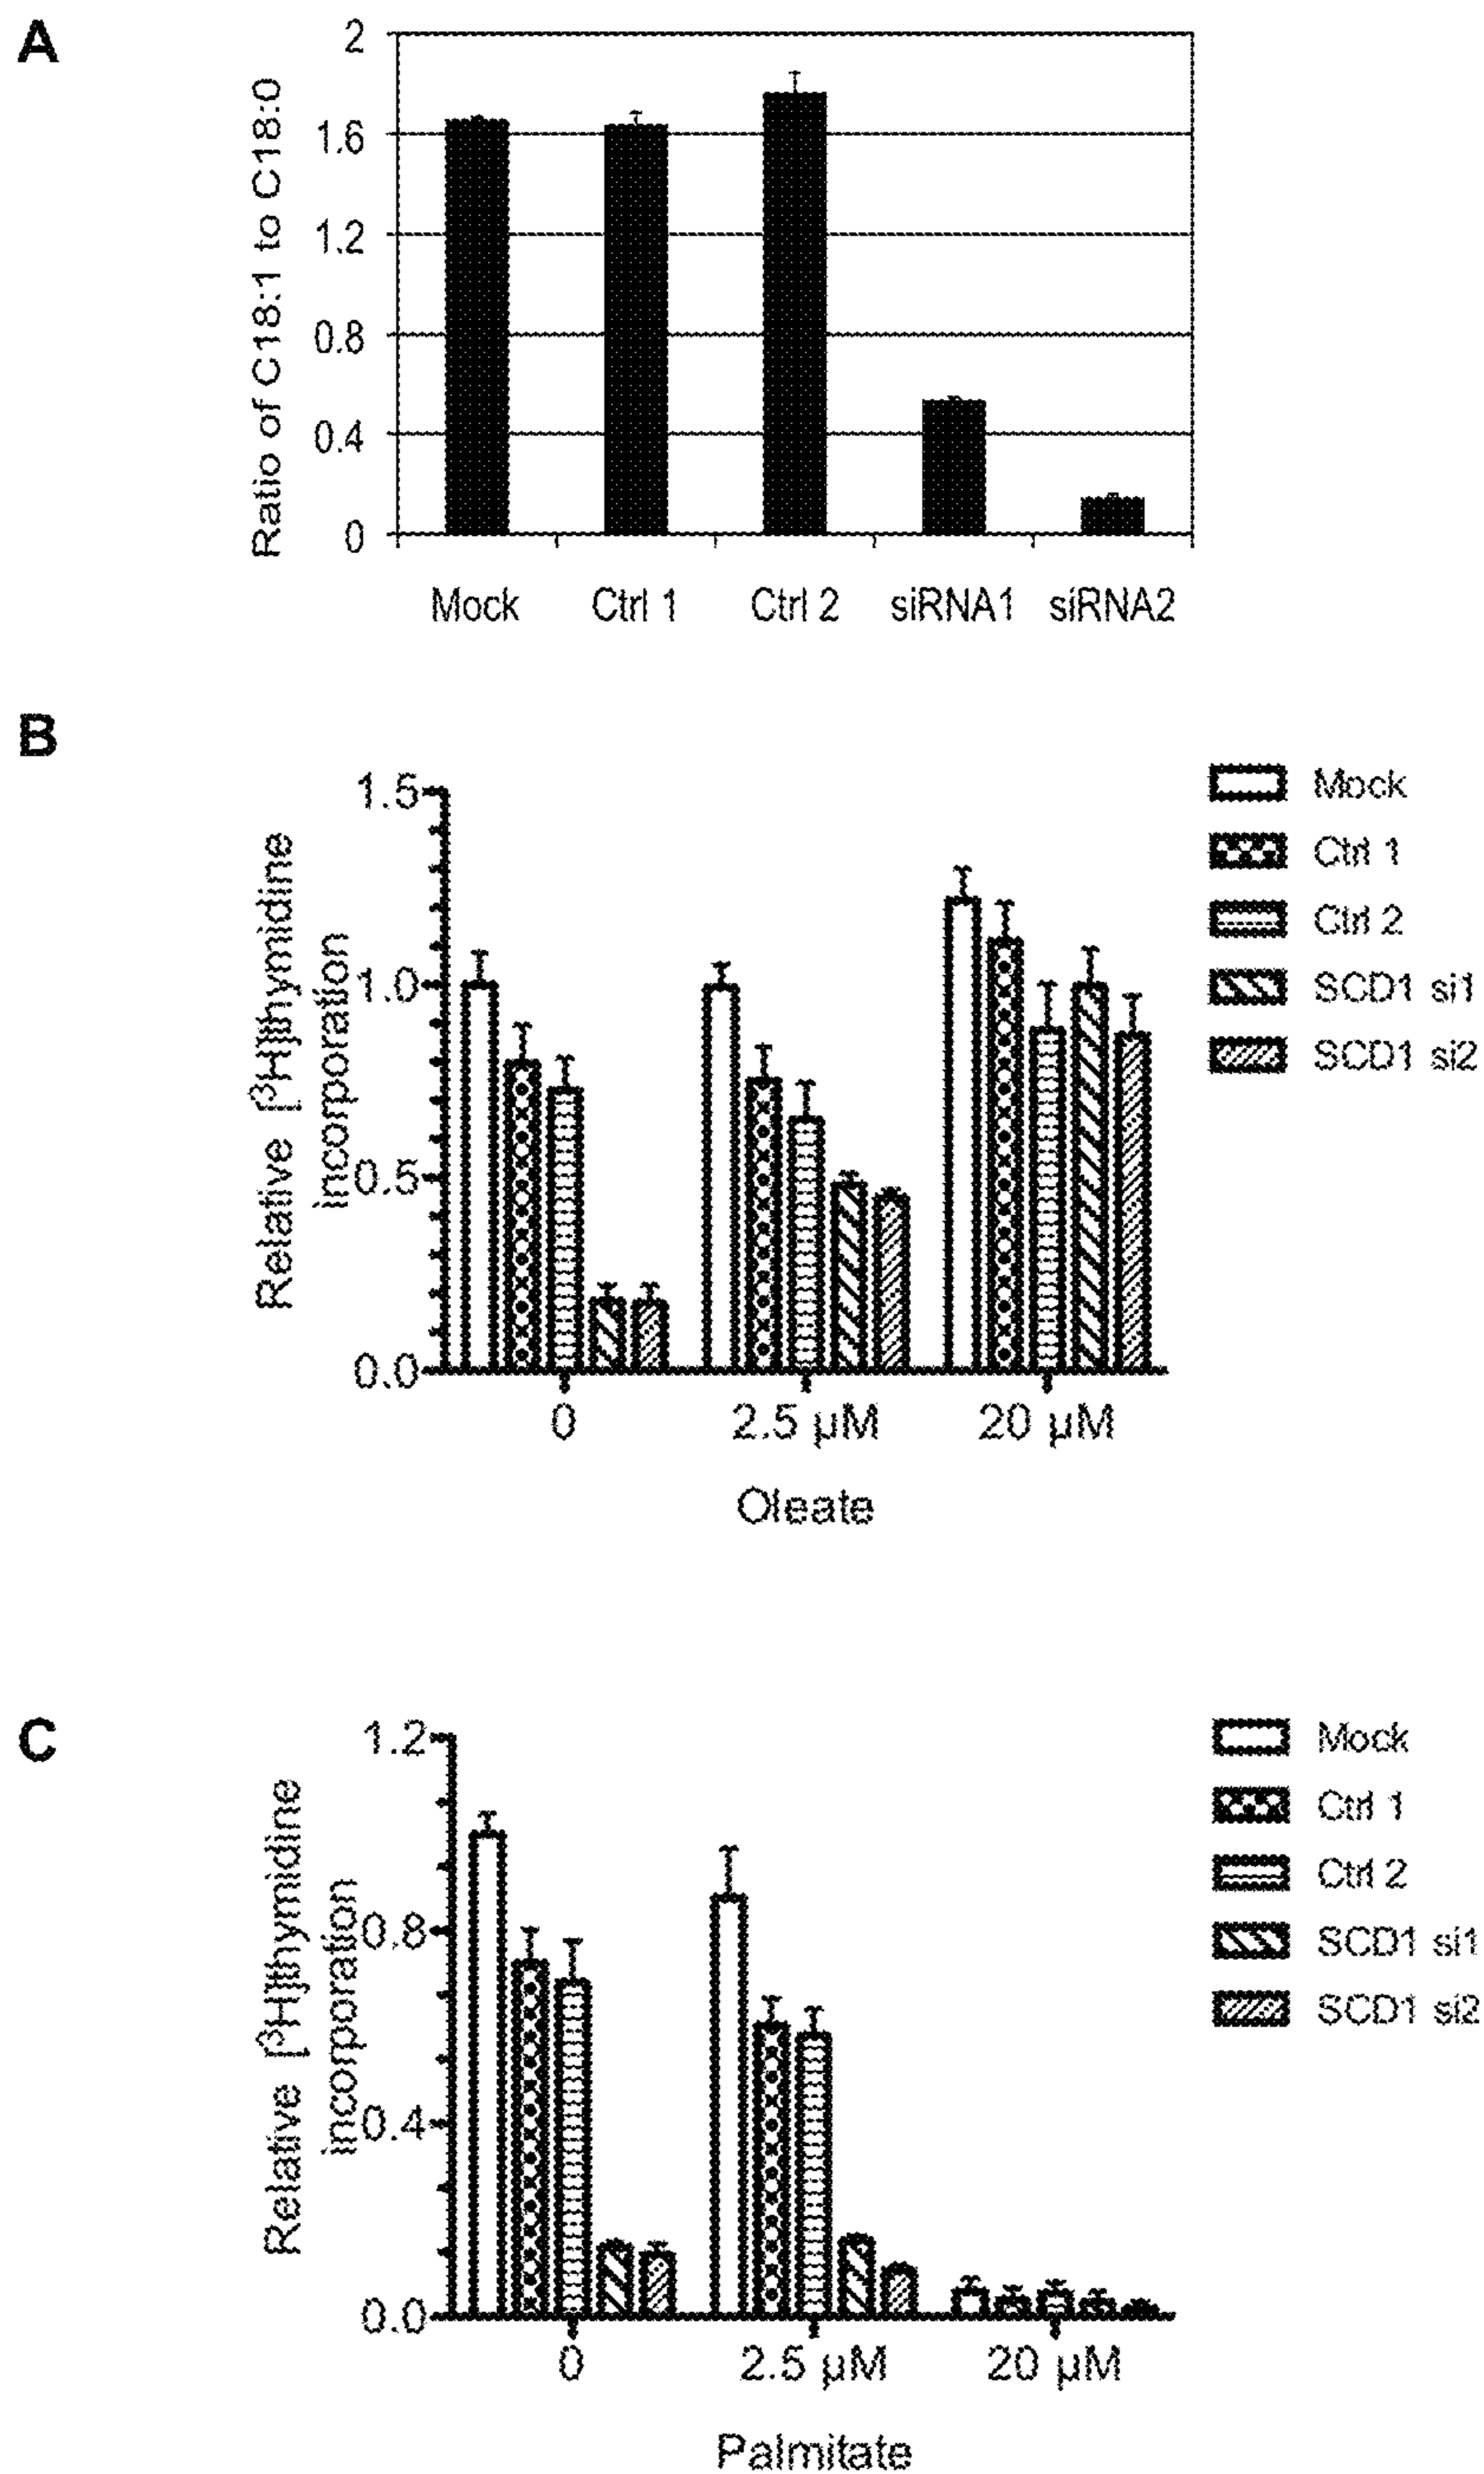 A
Ratio of C18:1 to C18:0
2
1.6
1.2
0.8
0.4
0
Mock Ctrl 1 Ctrl 2 siRNA1 siRNA2
B
Relative [³H]thymidine
incorporation
1.5
1.0
0.5
0.0
0 2.5 µM 20 µM
Oleate
Mock
Ctrl 1
Ctrl 2
SCD1 si1
SCD1 si2
C
Relative [³H]thymidine
incorporation
1.2
0.8
0.4
0.0
0 2.5 µM 20 µM
Palmitate
Mock
Ctrl 1
Ctrl 2
SCD1 si1
SCD1 si2